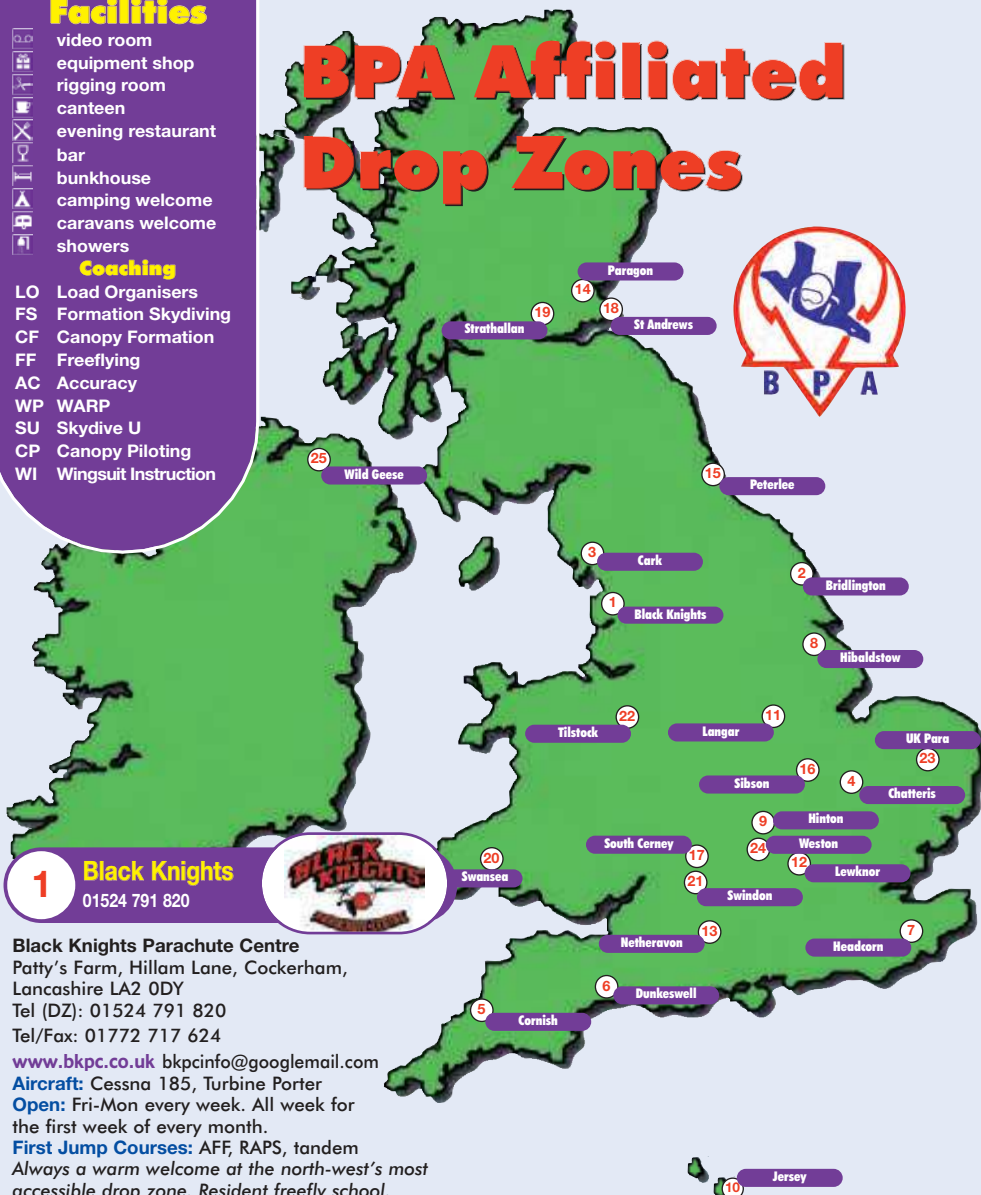 Facilities
video room
equipment shop
rigging room
canteen
evening restaurant
bar
bunkhouse
camping welcome
caravans welcome
showers
Coaching
LO Load Organisers
FS Formation Skydiving
CF Canopy Formation
FF Freeflying
AC Accuracy
WP WARP
SU Skydive U
CP Canopy Piloting
WI Wingsuit Instruction
BPA Affiliated
Drop Zones
B P A
Paragon
14
19
Strathallan
18
St Andrews
25
Wild Geese
15
Peterlee
3
Cark
2
Bridlington
1
Black Knights
8
Hibaldstow
22
Tilstock
11
Langar
UK Para
23
16
Sibson
4
Chatteris
9
Hinton
South Cerney
17
24
Weston
12
Lewknor
20
Swansea
21
Swindon
13
Netheravon
7
Headcorn
6
Dunkeswell
5
Cornish
Jersey
10
1
Black Knights
01524 791 820
BLACK
KNIGHTS
Black Knights Parachute Centre
Patty's Farm, Hillam Lane, Cockerham,
Lancashire LA2 0DY
Tel (DZ): 01524 791 820
Tel/Fax: 01772 717 624
www.bkpc.co.uk bkpcinfo@googlemail.com
Aircraft: Cessna 185, Turbine Porter
Open: Fri-Mon every week. All week for
the first week of every month.
First Jump Courses: AFF, RAPS, tandem
Always a warm welcome at the north-west's most
accessible drop zone. Resident freefly school.